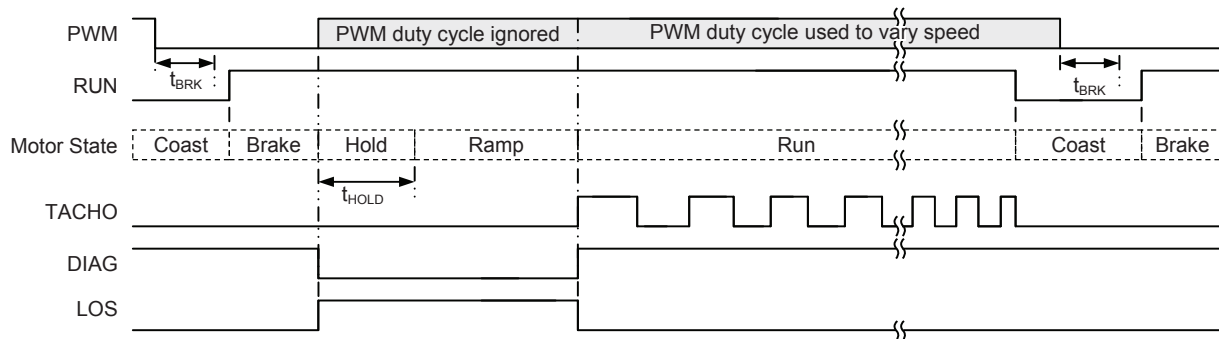 PWM
PWM duty cycle ignored
PWM duty cycle used to vary speed
tBRK
tBRK
RUN
Motor State
Coast
Brake
Hold
Ramp
Run
Coast
Brake
tHOLD
TACHO
DIAG
LOS